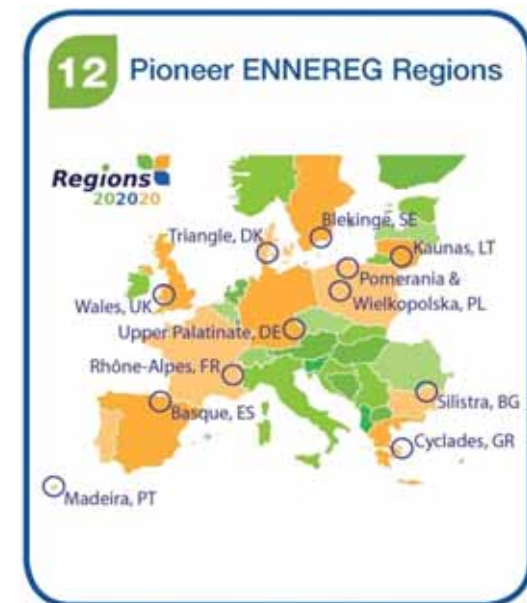 12 Pioneer ENNEREG Regions
Regions
202020
Blekinge, SE
Triangle, DK
Kaunas, LT
Pomerania &
Wielkopolska, PL
Wales, UK
Upper Palatinate, DE
Rhône-Alpes, FR
Basque, ES
Silistra, BG
Cyclades, GR
Madeira, PT